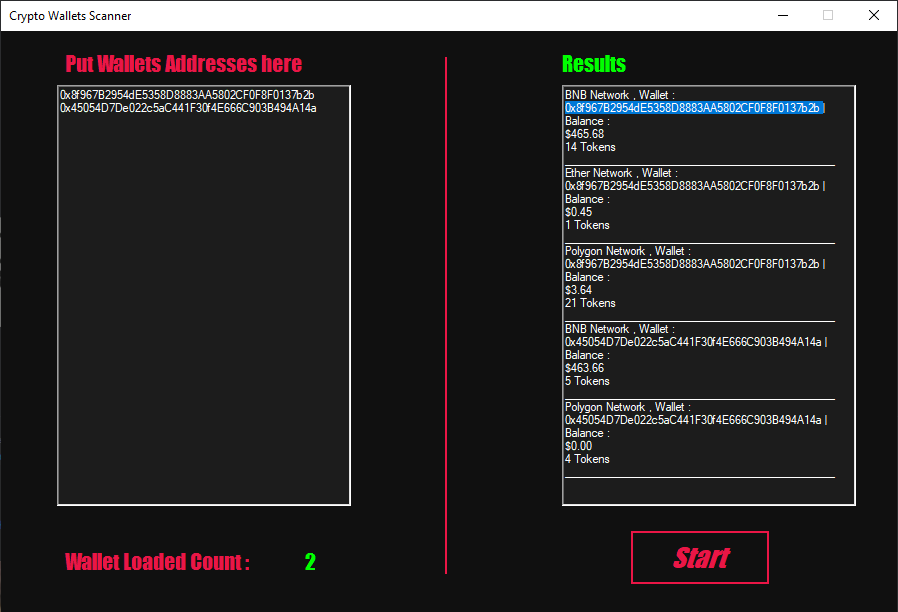 Crypto Wallets Scanner
Put Wallets Addresses here
0x8f967B2954dE5358D8883AA5802CF0F8F0137b2b
0x45054D7De022c5aC441F30f4E666C903B494A14a
Wallet Loaded Count :
2
Results
BNB Network , Wallet :
0x8f967B2954dE5358D8883AA5802CF0F8F0137b2b |
Balance :
$465.68
14 Tokens
Ether Network , Wallet :
0x8f967B2954dE5358D8883AA5802CF0F8F0137b2b |
Balance :
$0.45
1 Tokens
Polygon Network , Wallet :
0x8f967B2954dE5358D8883AA5802CF0F8F0137b2b |
Balance :
$3.64
21 Tokens
BNB Network , Wallet :
0x45054D7De022c5aC441F30f4E666C903B494A14a |
Balance :
$463.66
5 Tokens
Polygon Network , Wallet :
0x45054D7De022c5aC441F30f4E666C903B494A14a |
Balance :
$0.00
4 Tokens
Start